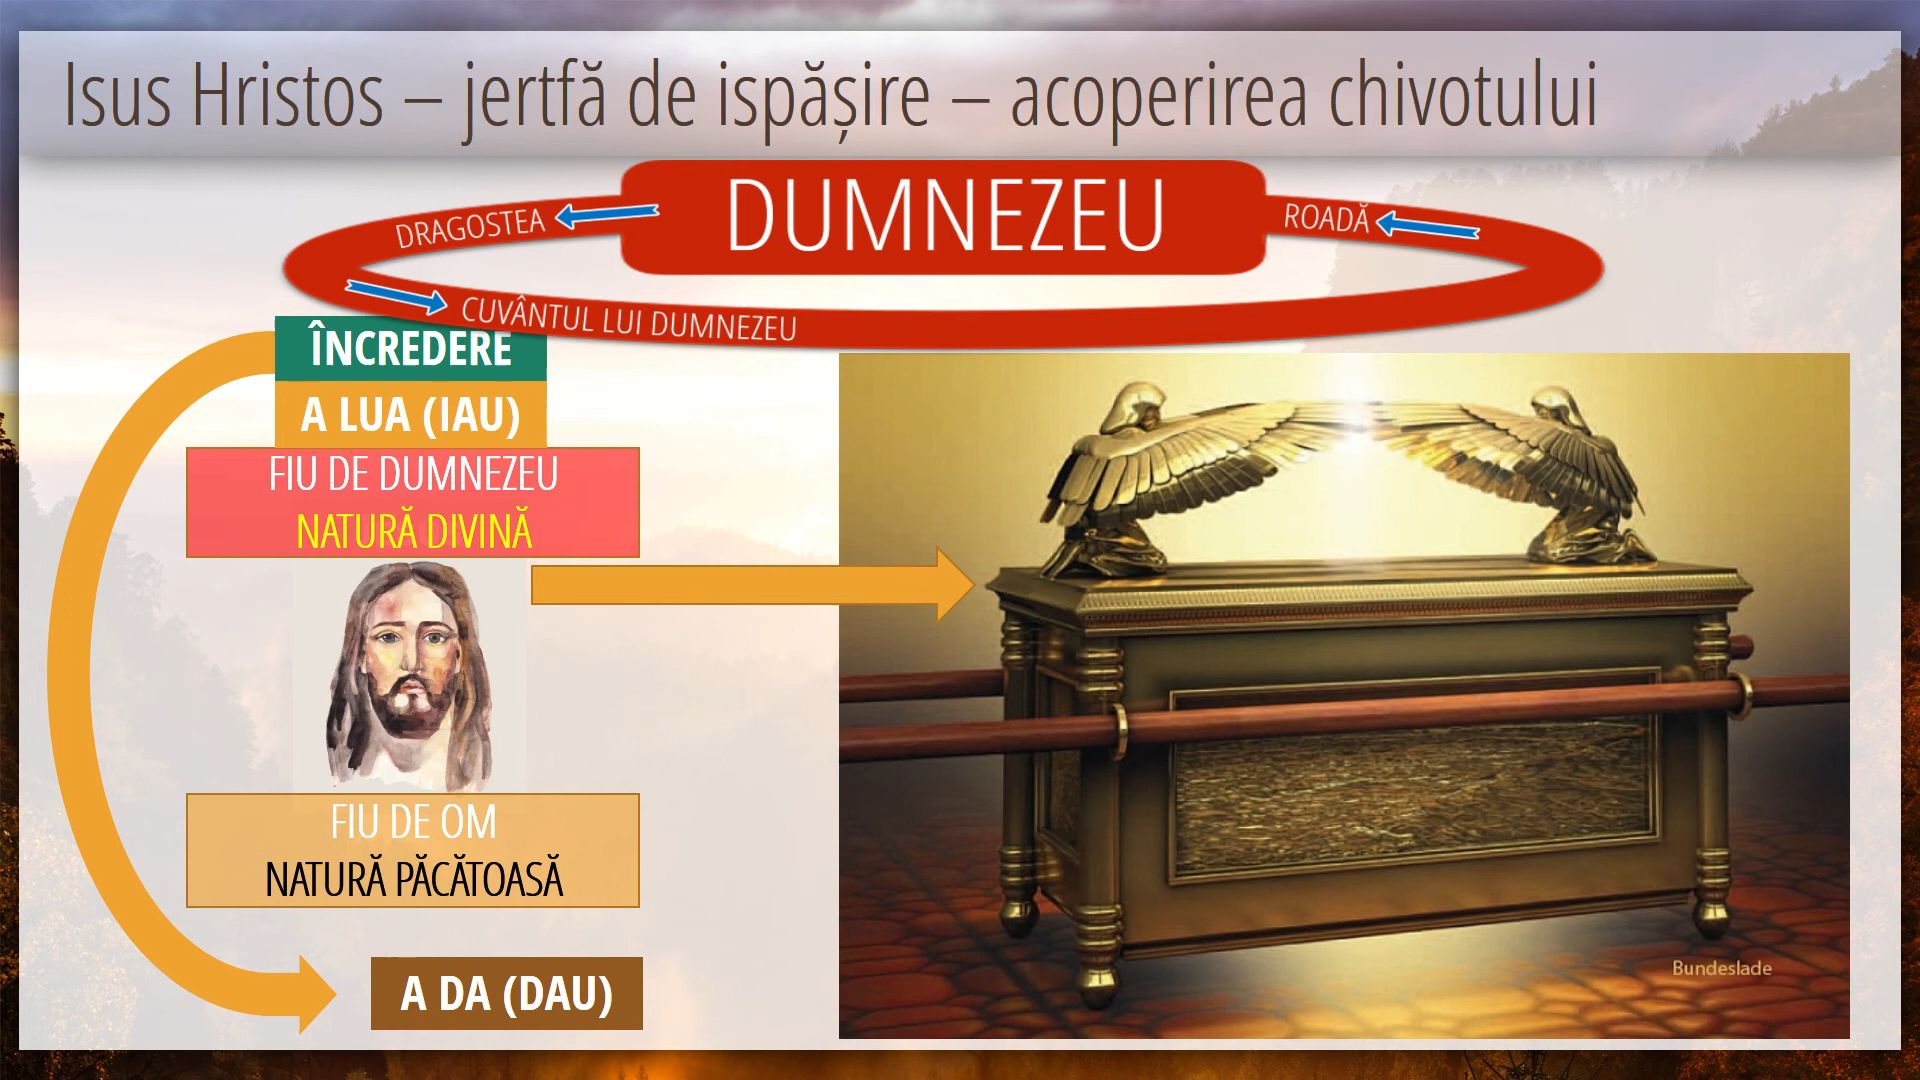 Isus Hristos – jertfă de ispășire – acoperirea chivotului
DUMNEZEU
DRAGOSTEA
ROADĂ
CUVÂNTUL LUI DUMNEZEU
ÎNCREDERE
A LUA (IAU)
FIU DE DUMNEZEU
NATURĂ DIVINĂ
FIU DE OM
NATURĂ PĂCĂTOASĂ
A DA (DAU)
Bundeslade